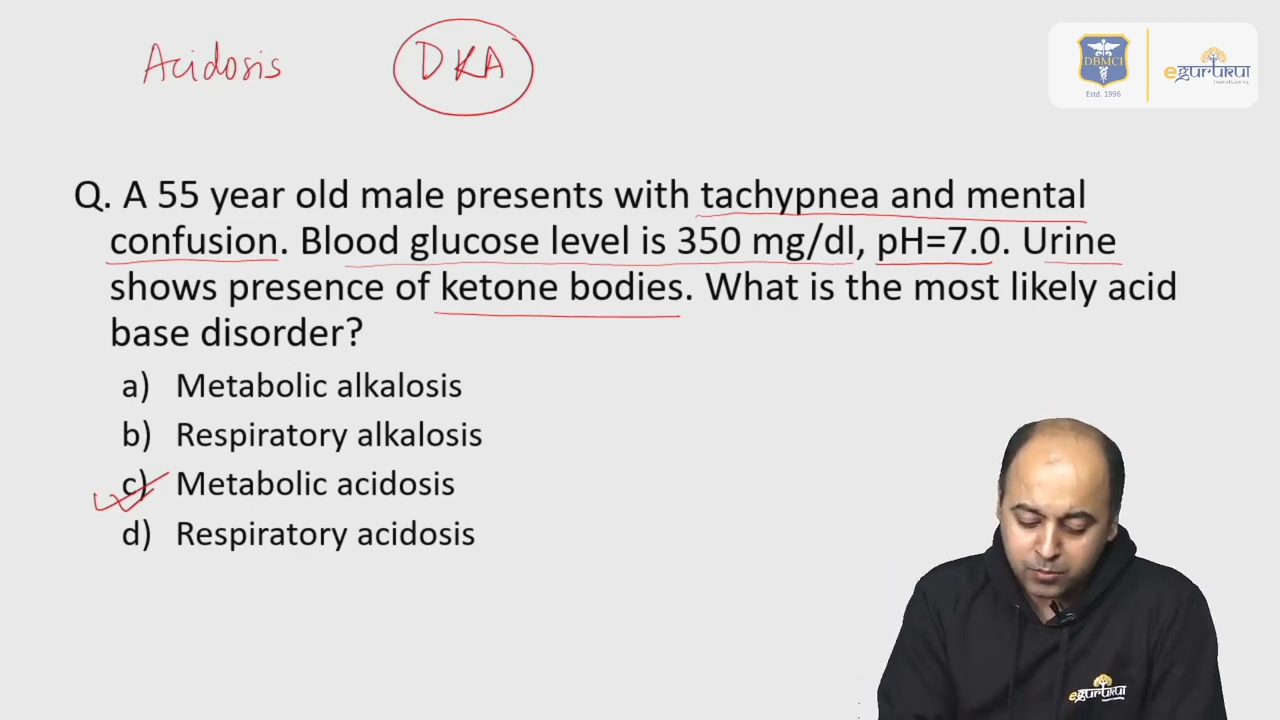 Acidosis DKA
DBMCI
Estd. 1996
egurukul
Q. A 55 year old male presents with tachypnea and mental
confusion. Blood glucose level is 350 mg/dl, pH=7.0. Urine
shows presence of ketone bodies. What is the most likely acid
base disorder?
a) Metabolic alkalosis
b) Respiratory alkalosis
c) Metabolic acidosis
d) Respiratory acidosis
egurukul